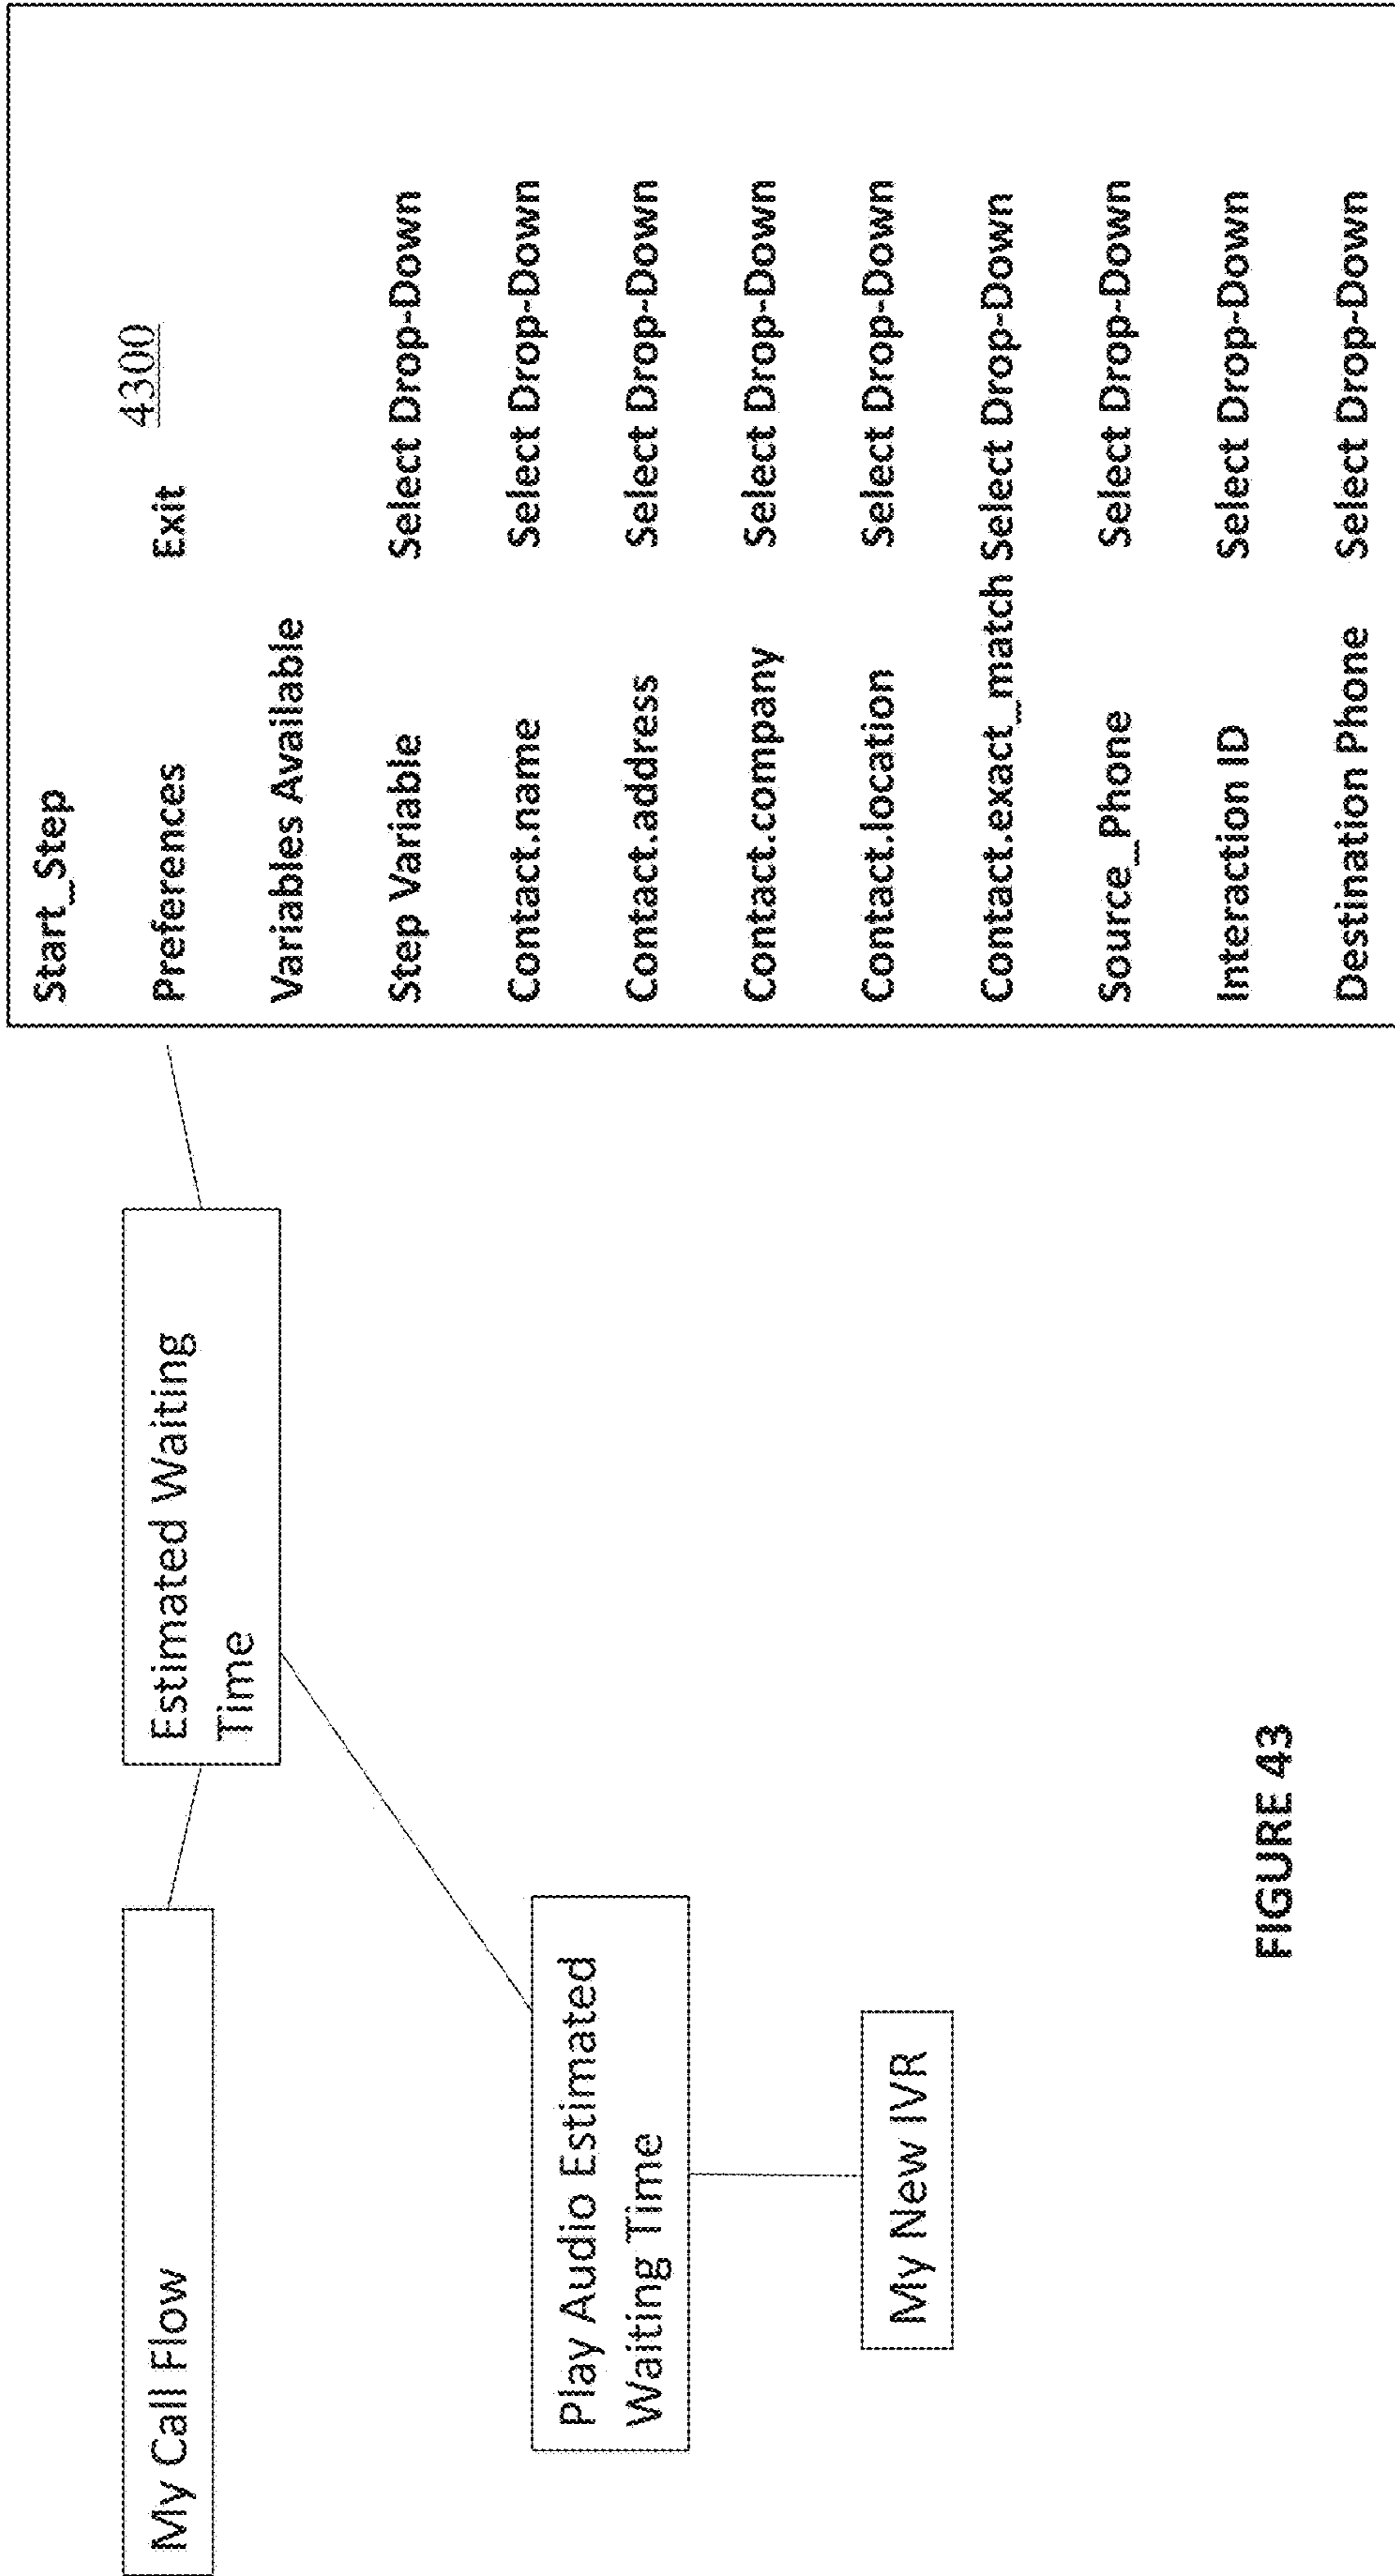 My Call Flow
Estimated Waiting
Time
Play Audio Estimated
Waiting Time
My New IVR
Start_Step
Preferences Exit 4300
Variables Available
Step Variable Select Drop-Down
Contact.name Select Drop-Down
Contact.address Select Drop-Down
Contact.company Select Drop-Down
Contact.location Select Drop-Down
Contact.exact_match Select Drop-Down
Source_Phone Select Drop-Down
Interaction ID Select Drop-Down
Destination Phone Select Drop-Down
FIGURE 43